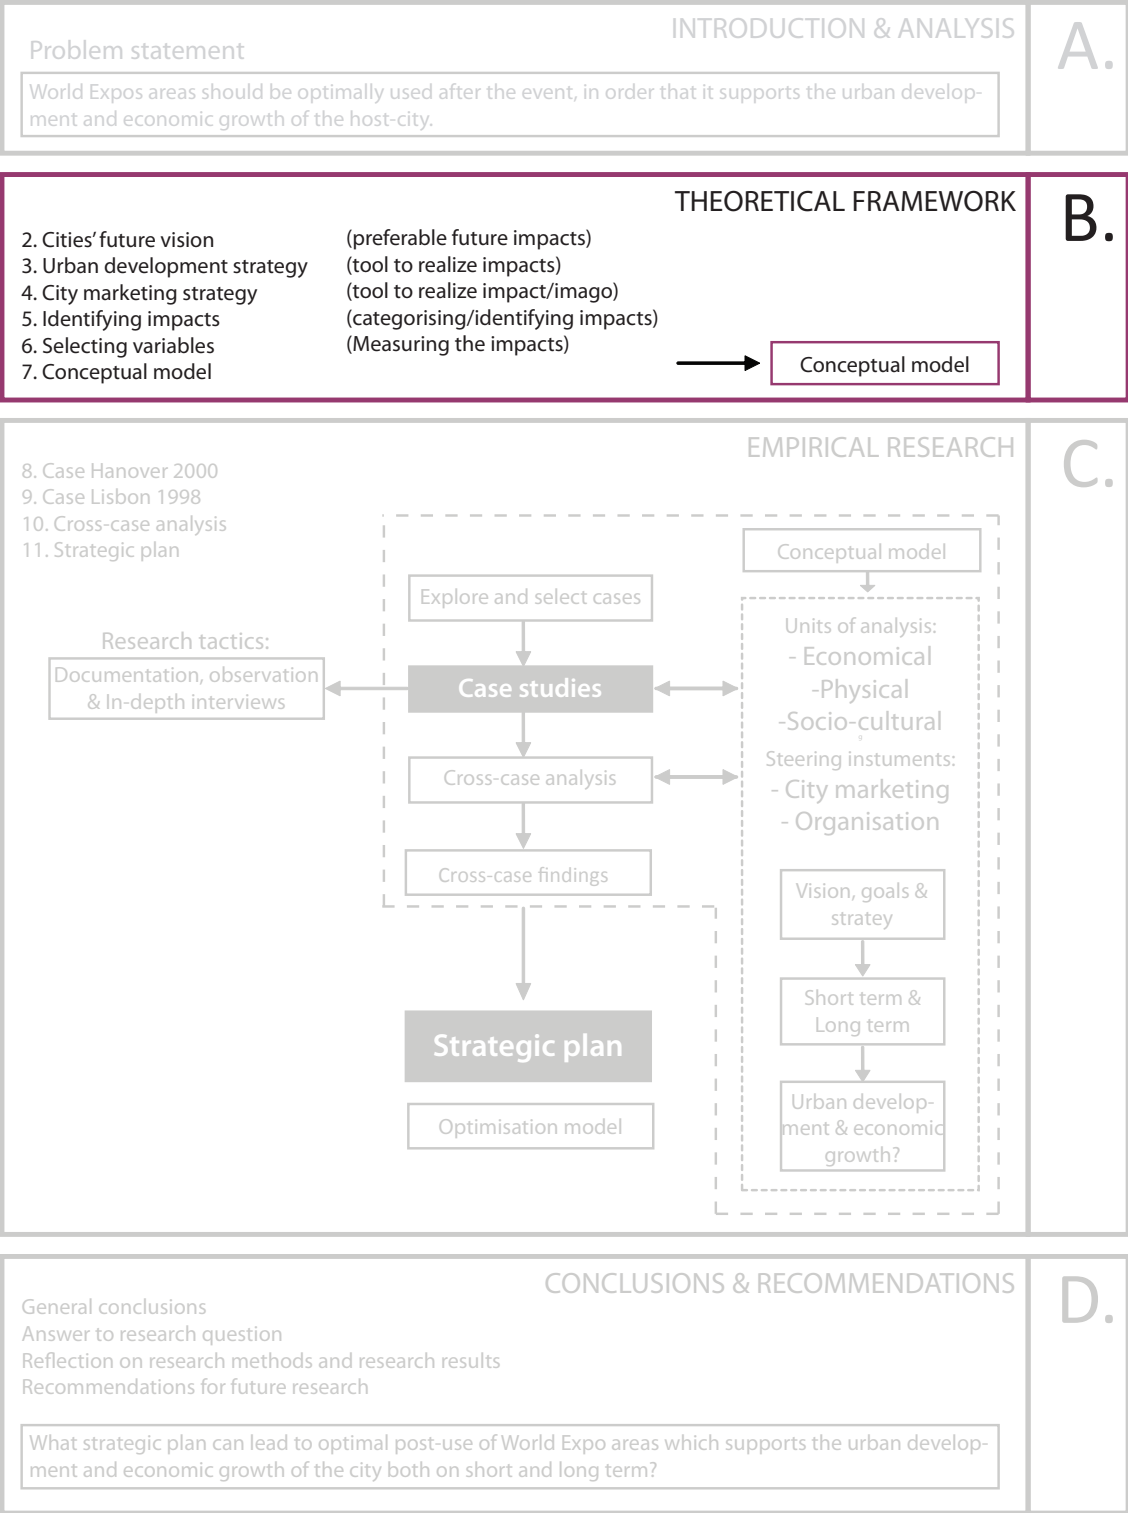 INTRODUCTION & ANALYSIS
A.
Problem statement
World Expos areas should be optimally used after the event, in order that it supports the urban develop-
ment and economic growth of the host-city.
THEORETICAL FRAMEWORK
B.
2. Cities' future vision (preferable future impacts)
3. Urban development strategy (tool to realize impacts)
4. City marketing strategy (tool to realize impact/imago)
5. Identifying impacts (categorising/identifying impacts)
6. Selecting variables (Measuring the impacts)
7. Conceptual model
Conceptual model
EMPIRICAL RESEARCH
C.
8. Case Hanover 2000
9. Case Lisbon 1998
10. Cross-case analysis
11. Strategic plan
Conceptual model
Explore and select cases
Units of analysis:
- Economical
-Physical
-Socio-cultural
9
Steering instuments:
- City marketing
- Organisation
Research tactics:
Documentation, observation
& In-depth interviews
Case studies
Cross-case analysis
Cross-case findings
Vision, goals &
stratey
Short term &
Long term
Urban develop-
ment & economic
growth?
Strategic plan
Optimisation model
CONCLUSIONS & RECOMMENDATIONS
D.
General conclusions
Answer to research question
Reflection on research methods and research results
Recommendations for future research
What strategic plan can lead to optimal post-use of World Expo areas which supports the urban develop-
ment and economic growth of the city both on short and long term?